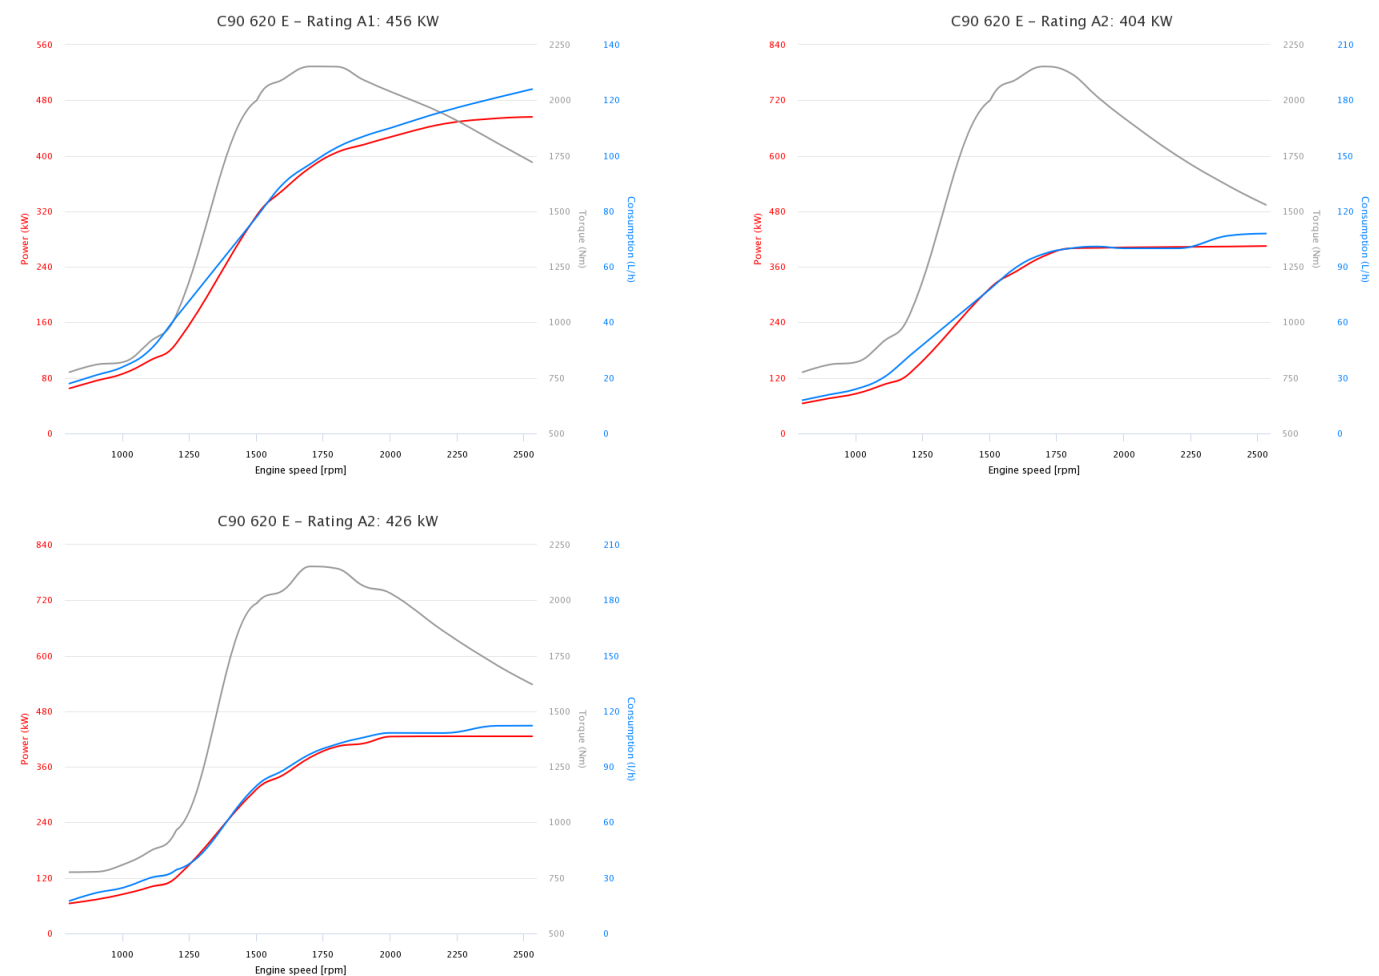 C90 620 E – Rating A1: 456 KW
560 2250 140
480 2000 120
400 1750 100
320 1500 80
240 1250 60
160 1000 40
80 750 20
0 500 0
Power (kW)
Torque (Nm)
Consumption (L/h)
1000 1250 1500 1750 2000 2250 2500
Engine speed [rpm]
C90 620 E – Rating A2: 404 KW
840 2250 210
720 2000 180
600 1750 150
480 1500 120
360 1250 90
240 1000 60
120 750 30
0 500 0
Power (kW)
Torque (Nm)
Consumption (L/h)
1000 1250 1500 1750 2000 2250 2500
Engine speed [rpm]
C90 620 E – Rating A2: 426 kW
840 2250 210
720 2000 180
600 1750 150
480 1500 120
360 1250 90
240 1000 60
120 750 30
0 500 0
Power (kW)
Torque (Nm)
Consumption (l/h)
1000 1250 1500 1750 2000 2250 2500
Engine speed [rpm]